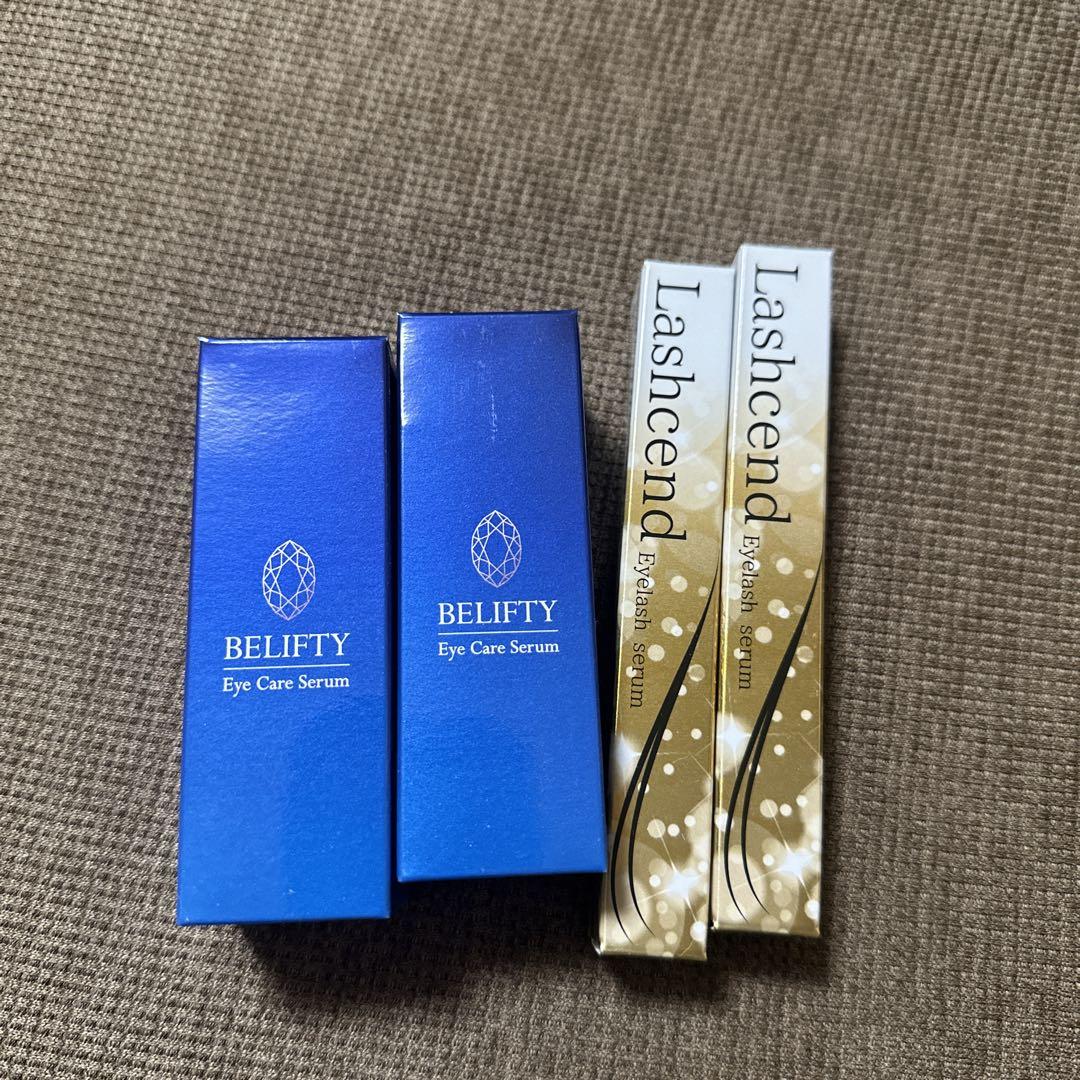 BELIFTY
Eye Care Serum
BELIFTY
Eye Care Serum
Lashcend
Eyelash serum
Lashcend
Eyelash serum